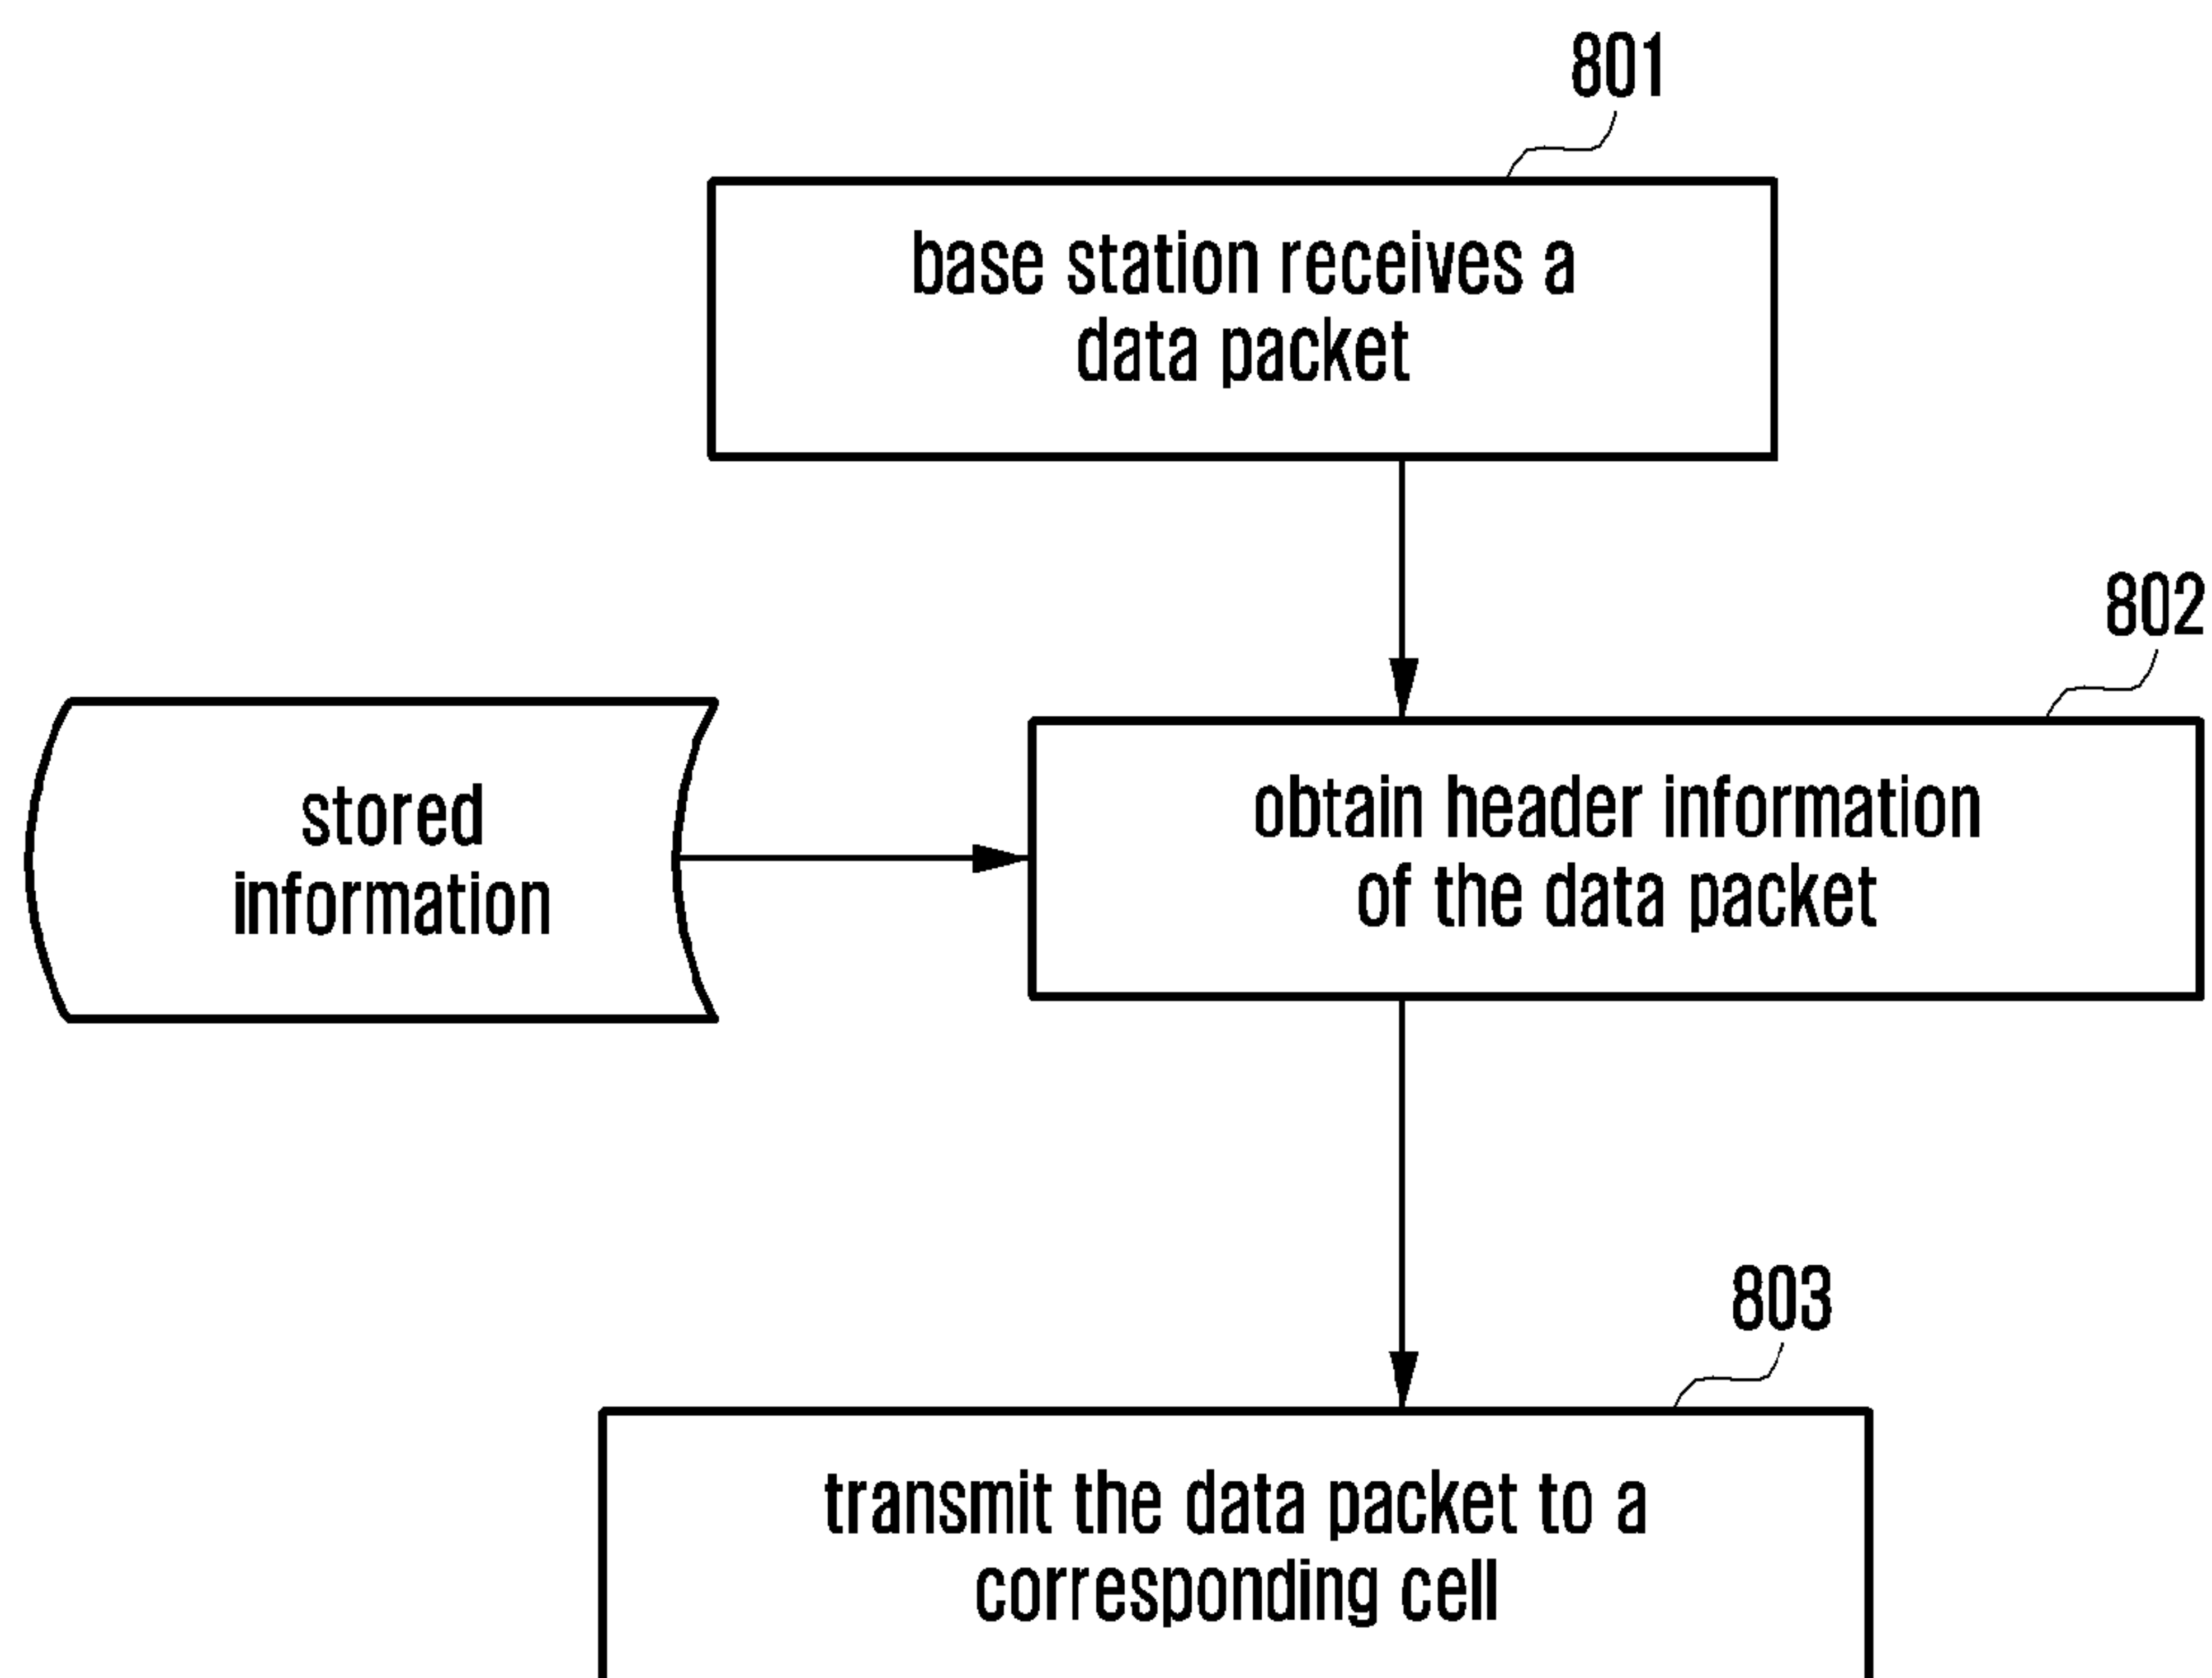 801
base station receives a
data packet
802
stored
information
obtain header information
of the data packet
803
transmit the data packet to a
corresponding cell